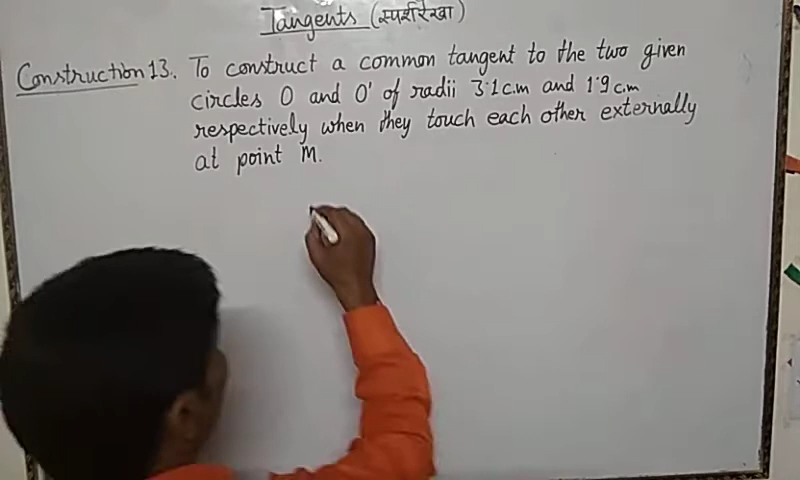 Tangents (स्पर्शरेखा)
Construction 13. To construct a common tangent to the two given
circles O and O' of radii 3.1 c.m and 1.9 c.m
respectively when they touch each other externally
at point M.